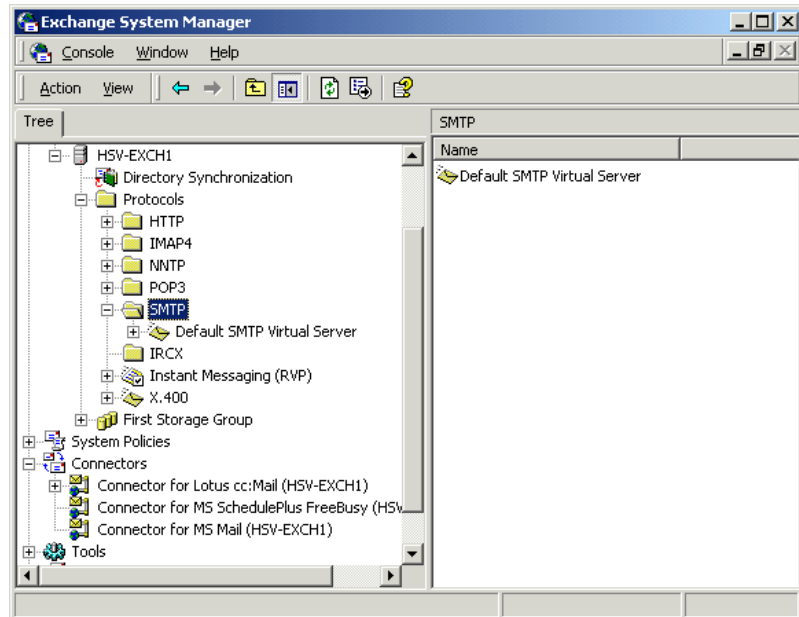 Exchange System Manager
Console Window Help
Action View
Tree
SMTP
HSV-EXCH1
Directory Synchronization
Protocols
HTTP
IMAP4
NNTP
POP3
SMTP
Default SMTP Virtual Server
IRCX
Instant Messaging (RVP)
X.400
First Storage Group
System Policies
Connectors
Connector for Lotus cc:Mail (HSV-EXCH1)
Connector for MS SchedulePlus FreeBusy (HSV
Connector for MS Mail (HSV-EXCH1)
Tools
Name
Default SMTP Virtual Server